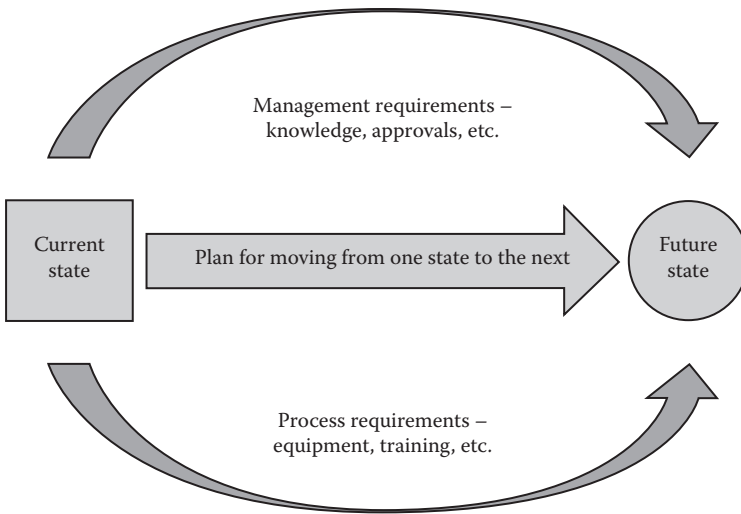 Management requirements –
knowledge, approvals, etc.
Current
state
Plan for moving from one state to the next
Future
state
Process requirements –
equipment, training, etc.